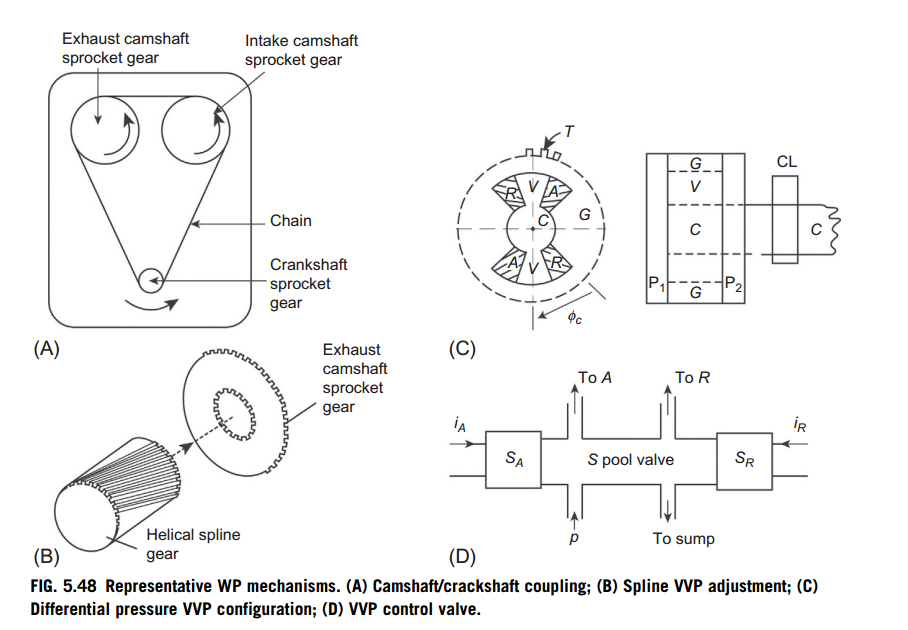 Exhaust camshaft
sprocket gear
Intake camshaft
sprocket gear
Chain
Crankshaft
sprocket
gear
(A)
Exhaust
camshaft
sprocket
gear
Helical spline
gear
(B)
T
R V A
C
G
A V R
ϕc
G
V
C
P1 G P2
CL
C
(C)
To A
To R
iA
iR
SA
S pool valve
SR
p
To sump
(D)
FIG. 5.48 Representative WP mechanisms. (A) Camshaft/crackshaft coupling; (B) Spline VVP adjustment; (C)
Differential pressure VVP configuration; (D) VVP control valve.